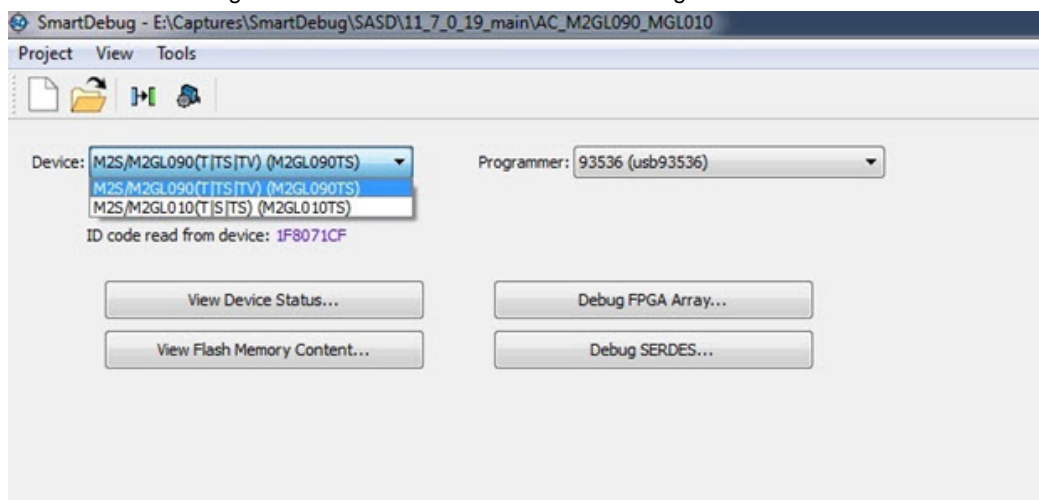 SmartDebug - E:\Captures\SmartDebug\SASD\11_7_0_19_main\AC_M2GL090_MGL010
Project View Tools
Device: M2S/M2GL090(T|TS|TV) (M2GL090TS) Programmer: 93536 (usb93536)
M2S/M2GL090(T|TS|TV) (M2GL090TS)
M2S/M2GL010(T|S|TS) (M2GL010TS)
ID code read from device: 1F8071CF
View Device Status... Debug FPGA Array...
View Flash Memory Content... Debug SERDES...